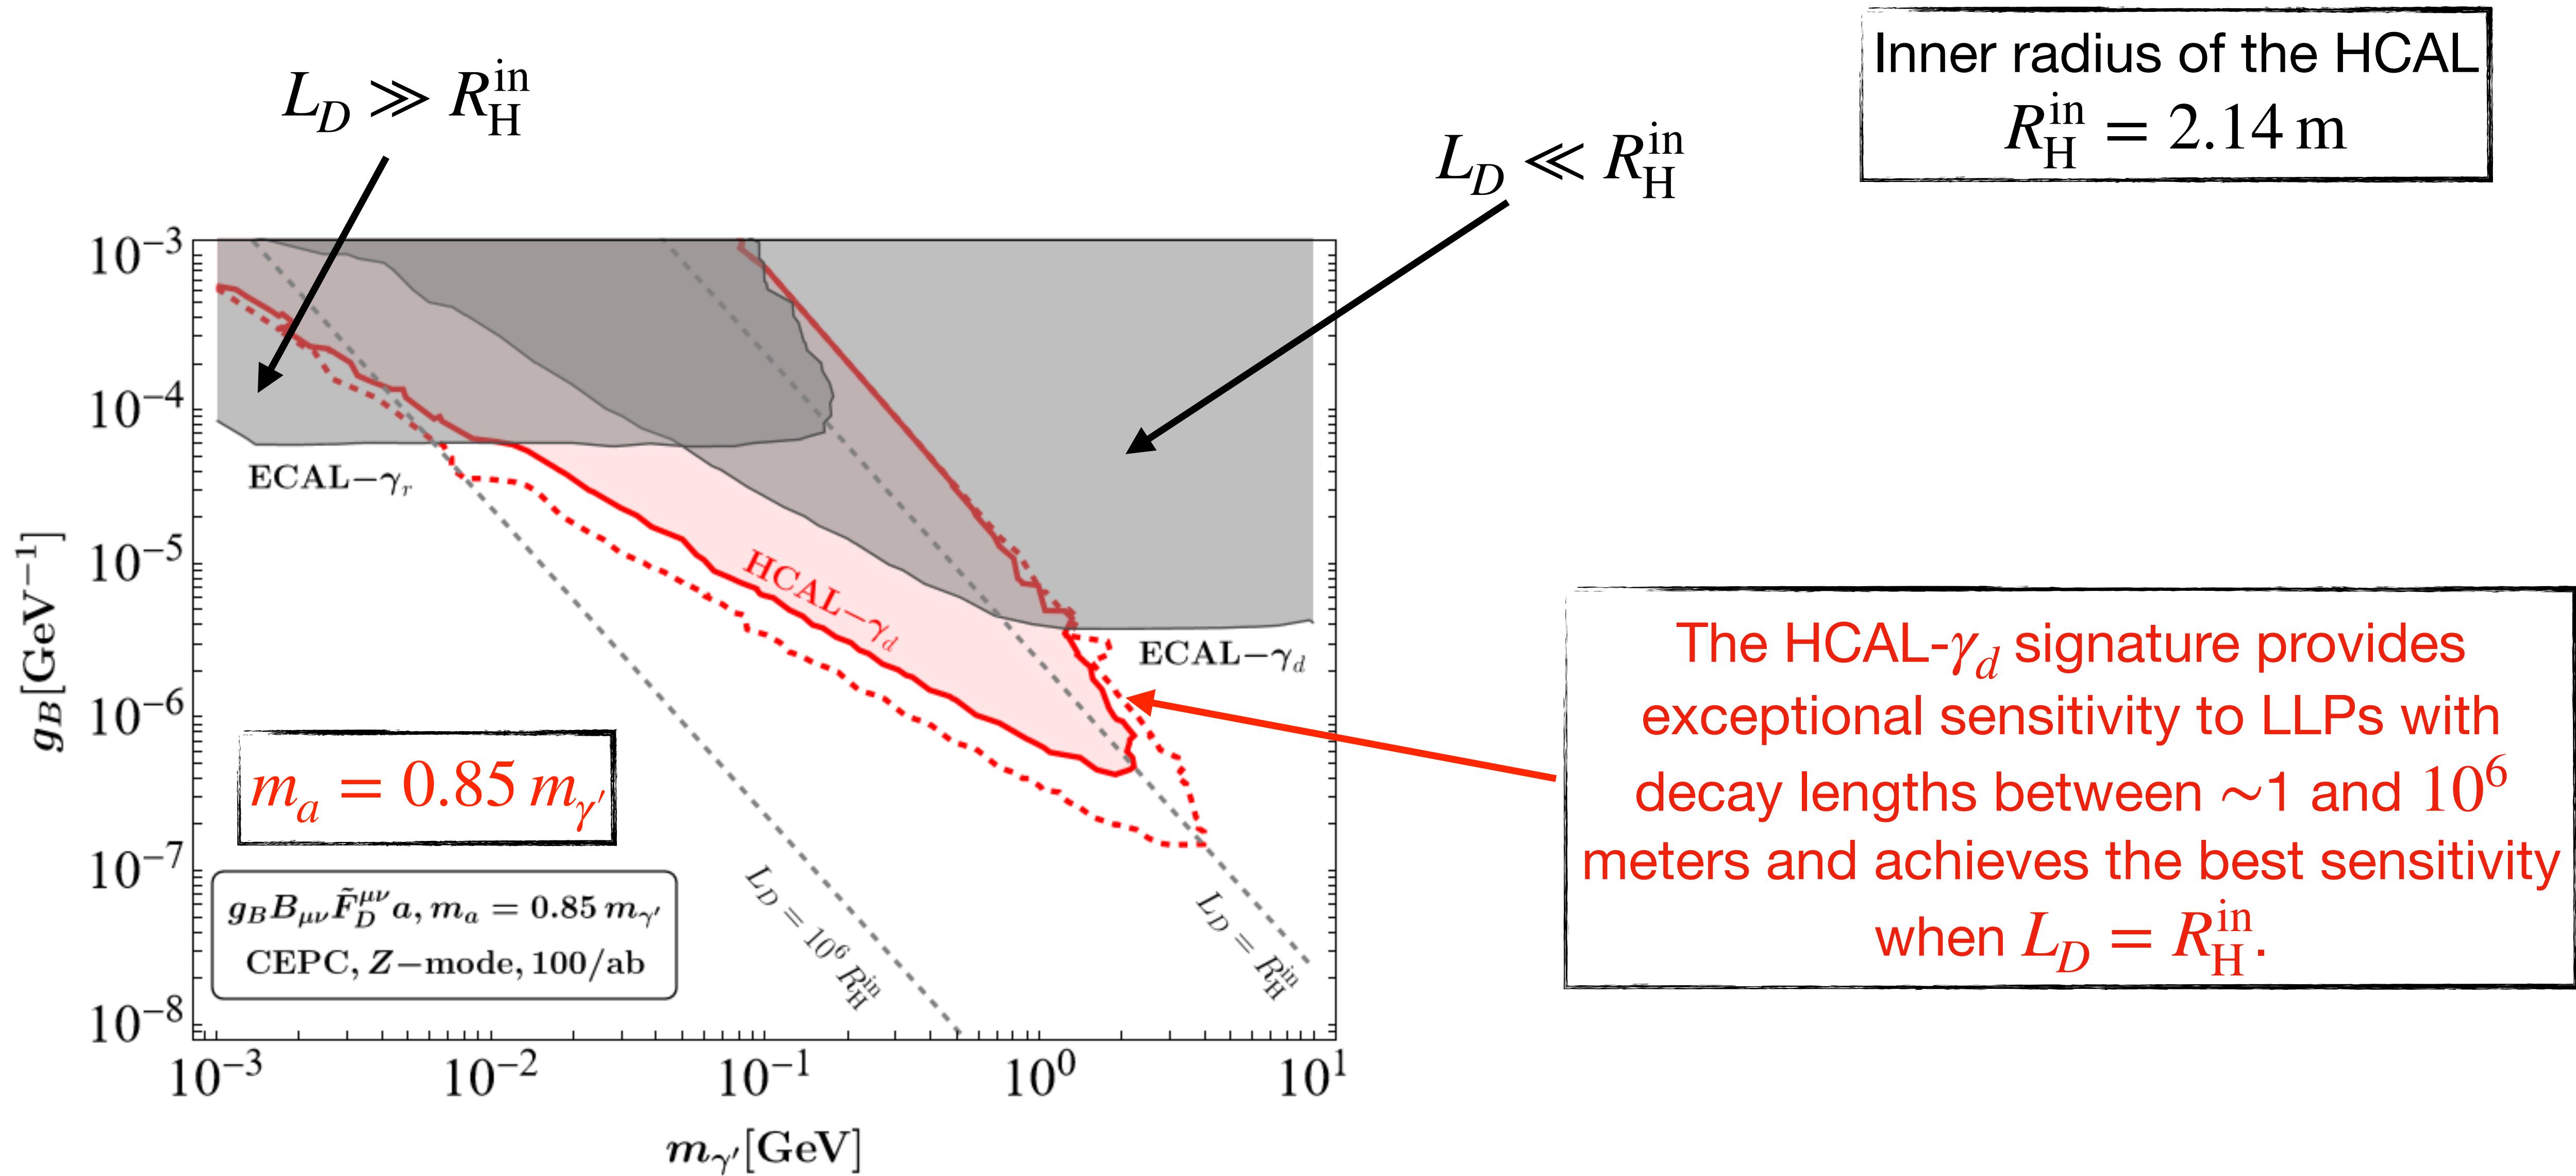 L_D ≫ R_H^in
L_D ≪ R_H^in
Inner radius of the HCAL
R_H^in = 2.14 m
10^−3
10^−4
10^−5
10^−6
10^−7
10^−8
g_B[GeV^−1]
ECAL−γ_r
HCAL−γ_d
ECAL−γ_d
m_a = 0.85 m_γ′
g_B B_μν F̃_D^μν a, m_a = 0.85 m_γ′
CEPC, Z−mode, 100/ab
L_D = 10^6 R_H^in
L_D = R_H^in
10^−3 10^−2 10^−1 10^0 10^1
m_γ′[GeV]
The HCAL-γ_d signature provides
exceptional sensitivity to LLPs with
decay lengths between ~1 and 10^6
meters and achieves the best sensitivity
when L_D = R_H^in.